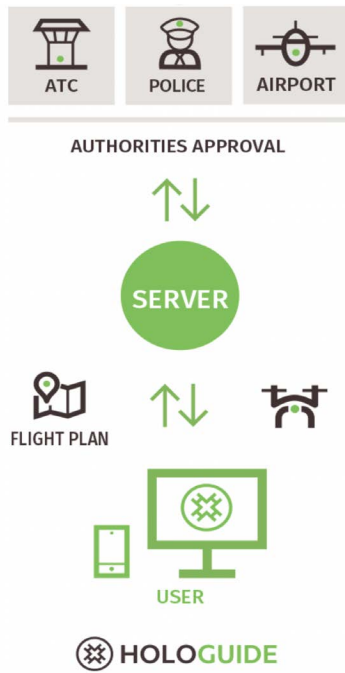 ATC
POLICE
AIRPORT
AUTHORITIES APPROVAL
SERVER
FLIGHT PLAN
USER
HOLOGUIDE